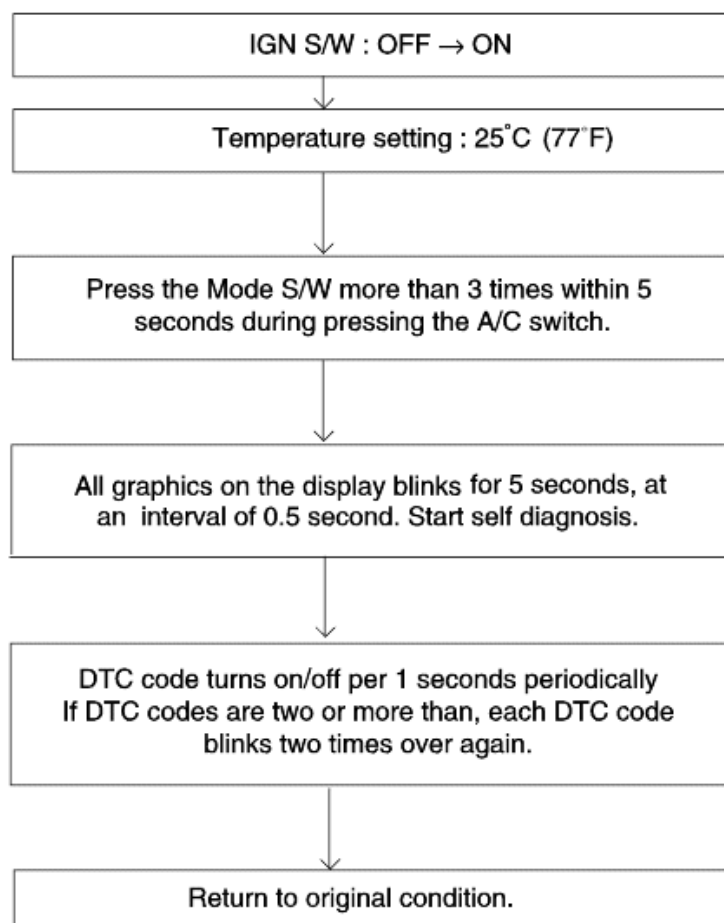 IGN S/W : OFF → ON
Temperature setting : 25°C (77°F)
Press the Mode S/W more than 3 times within 5
seconds during pressing the A/C switch.
All graphics on the display blinks for 5 seconds, at
an interval of 0.5 second. Start self diagnosis.
DTC code turns on/off per 1 seconds periodically
If DTC codes are two or more than, each DTC code
blinks two times over again.
Return to original condition.